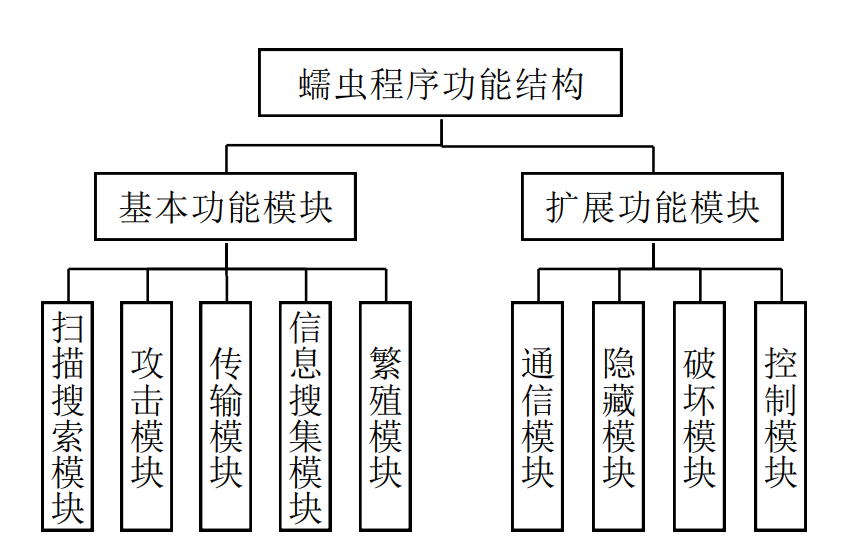 蠕虫程序功能结构
基本功能模块
扩展功能模块
扫描搜索模块
攻击模块
传输模块
信息搜集模块
繁殖模块
通信模块
隐藏模块
破坏模块
控制模块